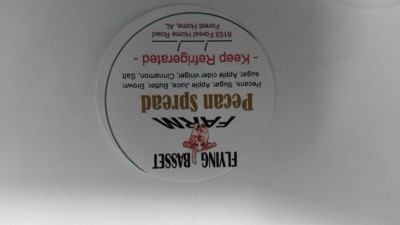 FLYING BASSET
FARM
Pecan Spread
Pecans, Sugar, Apple Juice, Butter, Brown
sugar, Apple cider viniger, Cinnamon, Salt,
- Keep Refrigerated -
/ /
8153 Forest Home Road
Forest Home, AL